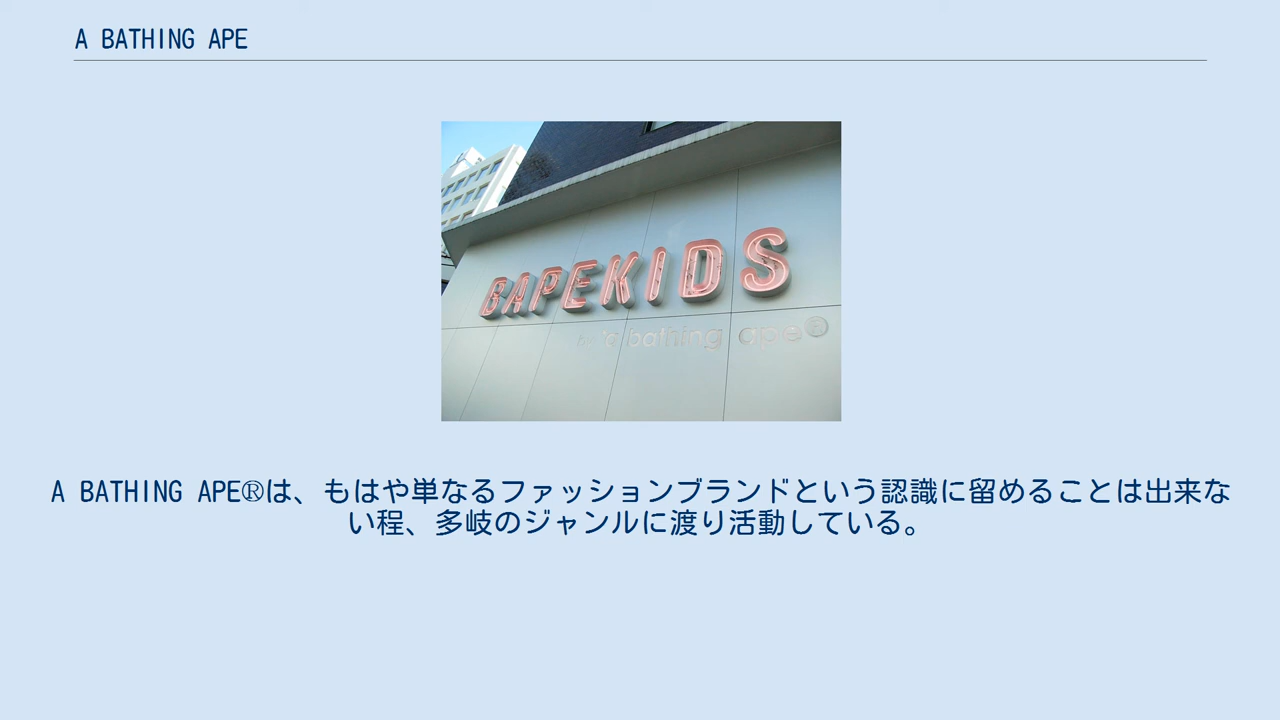 A BATHING APE
BAPEKIDS
by a bathing ape®
A BATHING APE®は、もはや単なるファッションブランドという認識に留めることは出来な
い程、多岐のジャンルに渡り活動している。